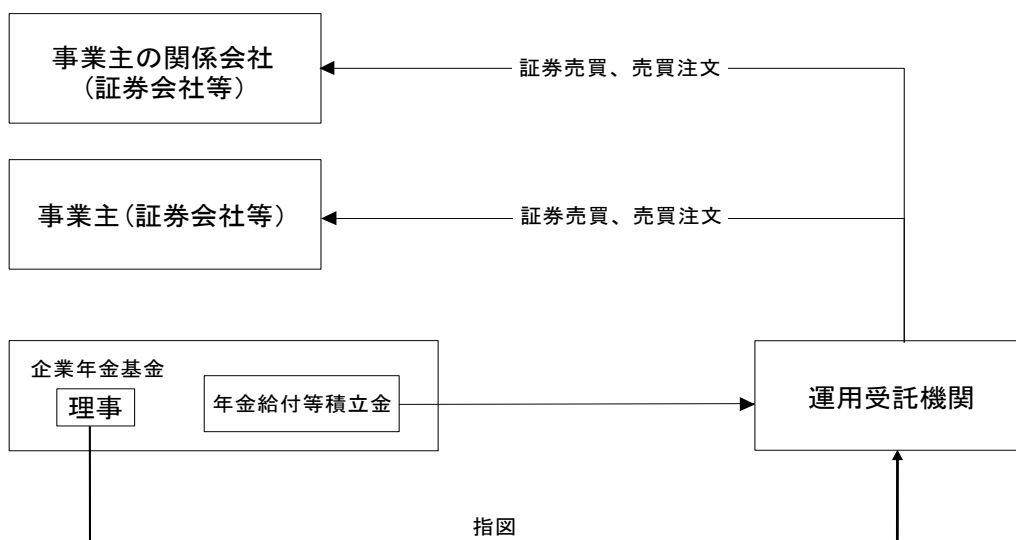 事業主の関係会社
(証券会社等)
証券売買、売買注文
事業主(証券会社等)
証券売買、売買注文
企業年金基金
理事
年金給付等積立金
運用受託機関
指図